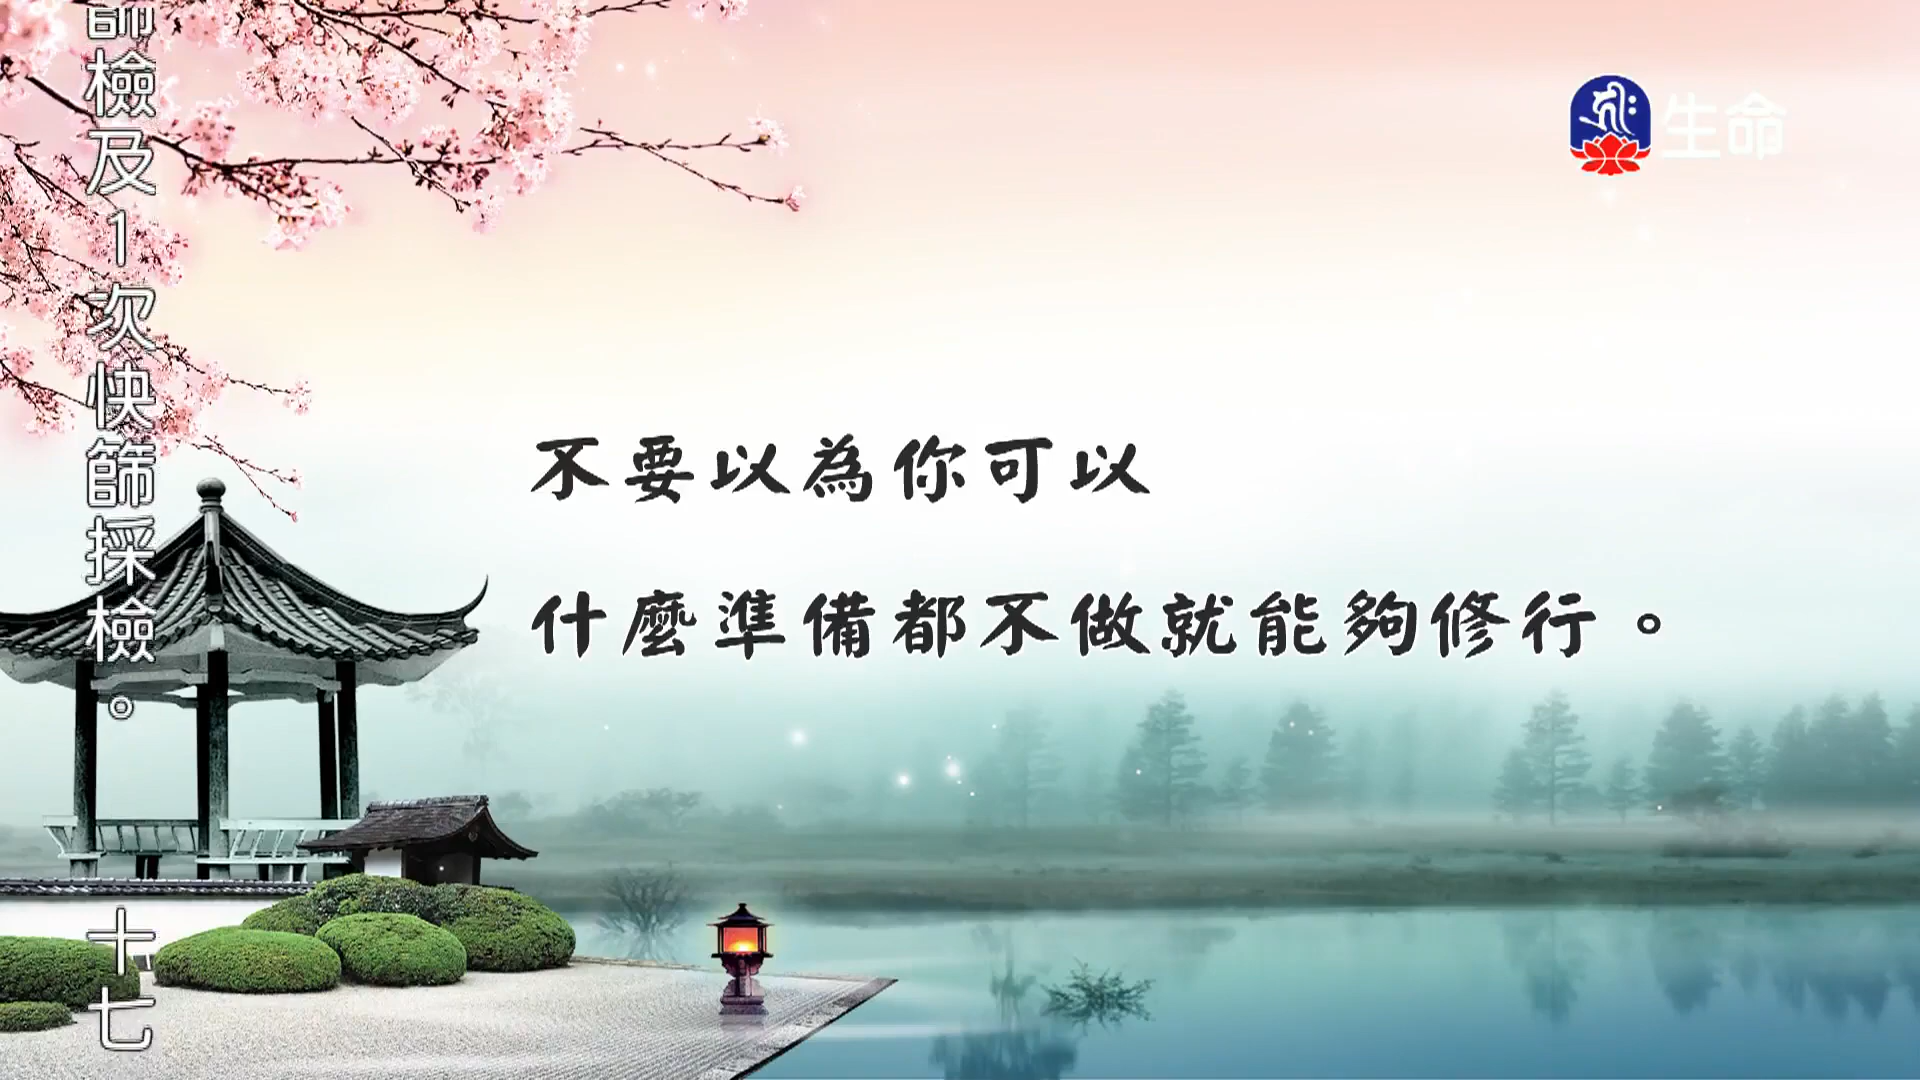 生命
不要以為你可以
什麼準備都不做就能夠修行。
篩檢及1次快篩採檢。 十七